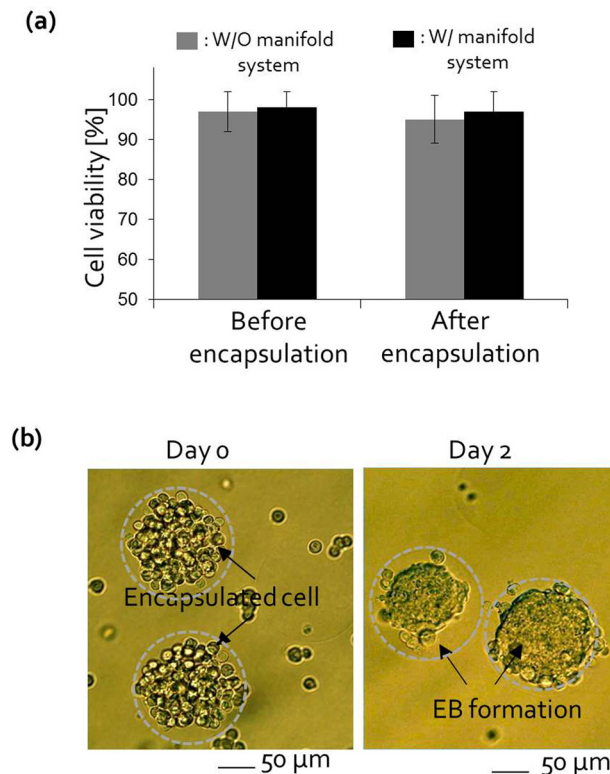 (a)
: W/O manifold system
: W/ manifold system
Cell viability [%]
100
90
80
70
60
50
Before encapsulation
After encapsulation
(b)
Day 0
Day 2
Encapsulated cell
EB formation
50 µm
50 µm